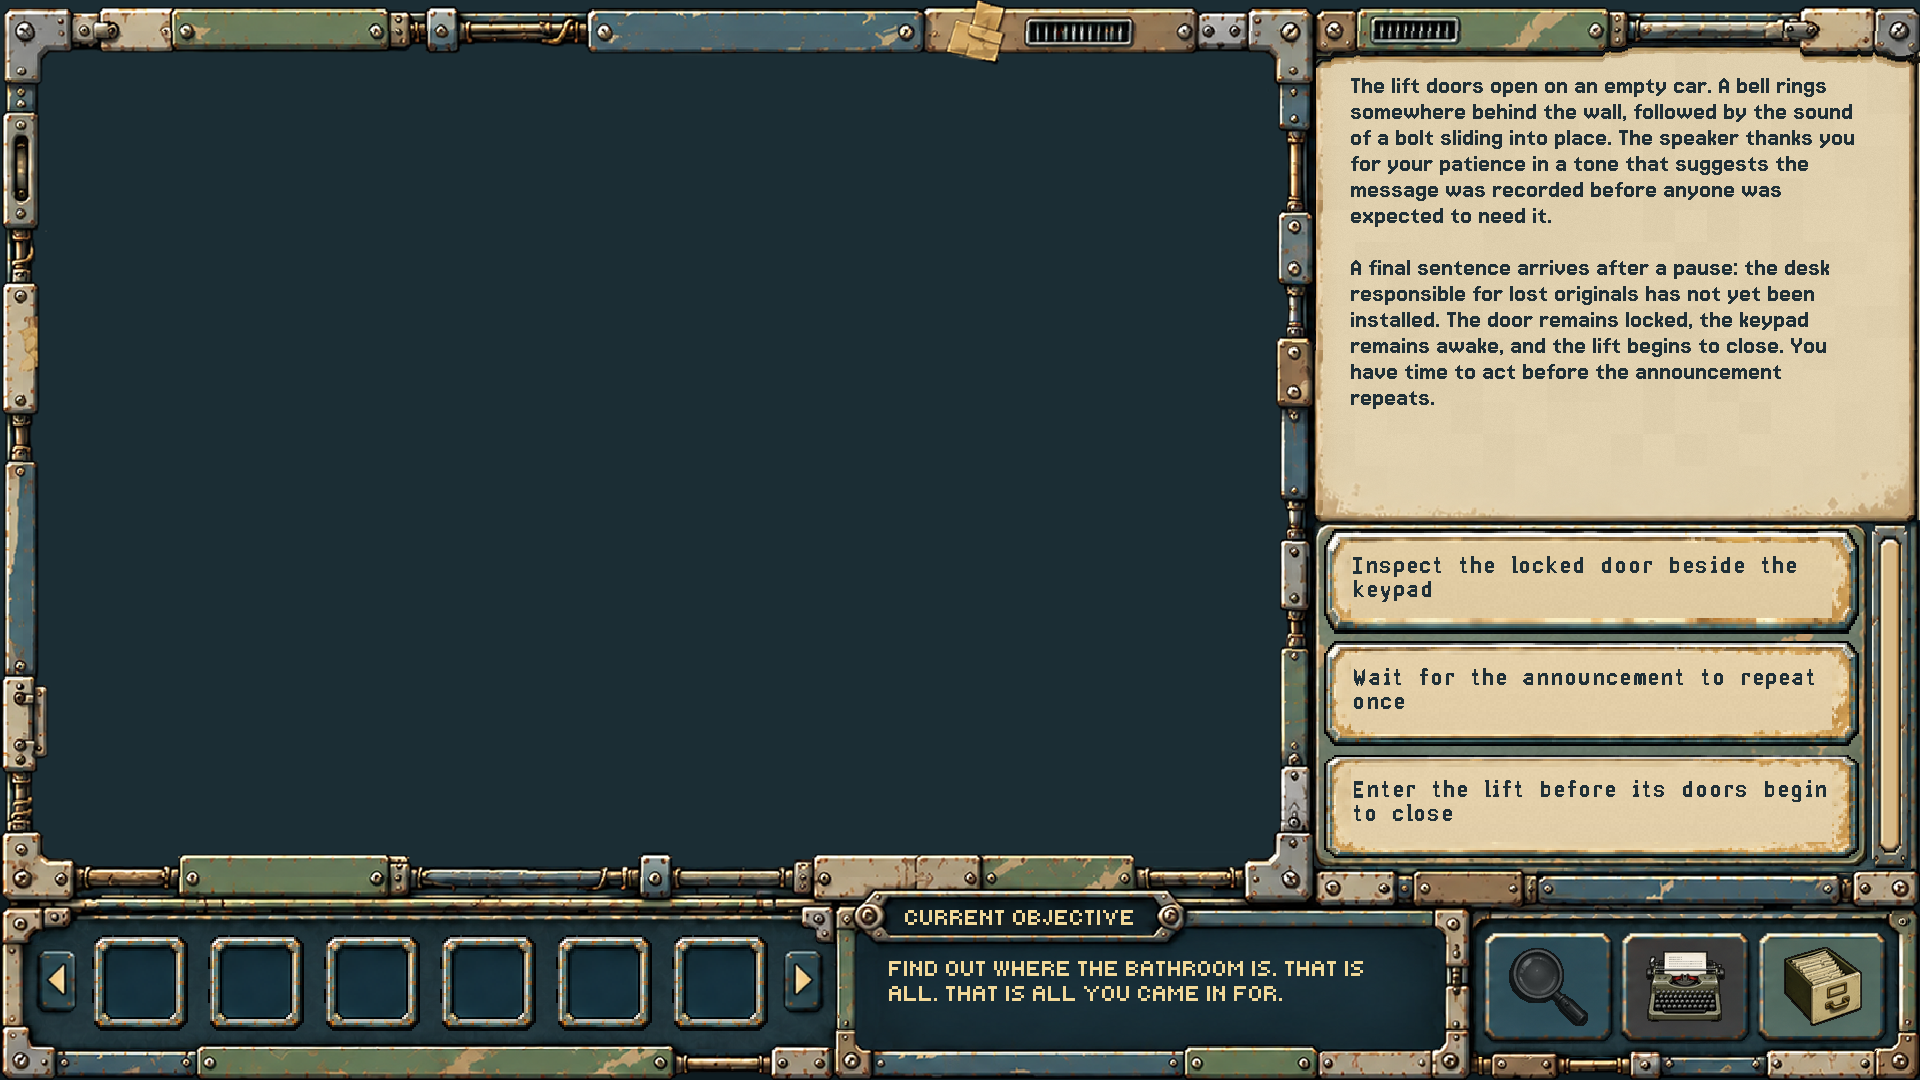 The lift doors open on an empty car. A bell rings
somewhere behind the wall, followed by the sound
of a bolt sliding into place. The speaker thanks you
for your patience in a tone that suggests the
message was recorded before anyone was
expected to need it.
A final sentence arrives after a pause: the desk
responsible for lost originals has not yet been
installed. The door remains locked, the keypad
remains awake, and the lift begins to close. You
have time to act before the announcement
repeats.
Inspect the locked door beside the
keypad
Wait for the announcement to repeat
once
Enter the lift before its doors begin
to close
CURRENT OBJECTIVE
FIND OUT WHERE THE BATHROOM IS. THAT IS
ALL. THAT IS ALL YOU CAME IN FOR.